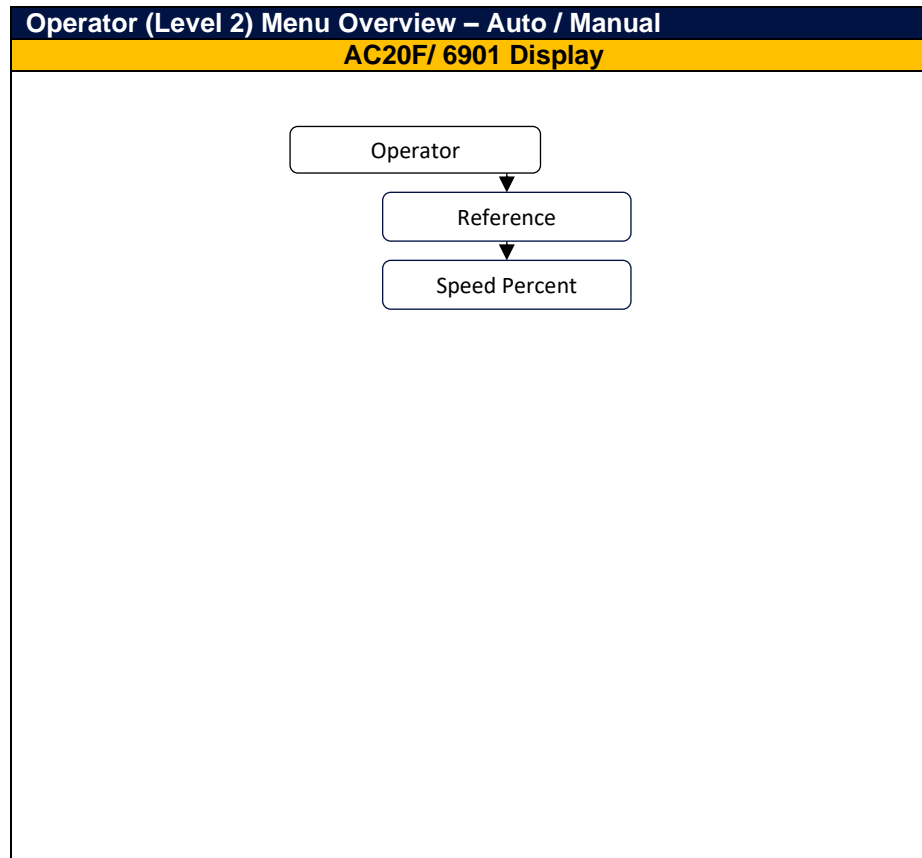 Operator (Level 2) Menu Overview – Auto / Manual
AC20F/ 6901 Display
Operator
Reference
Speed Percent